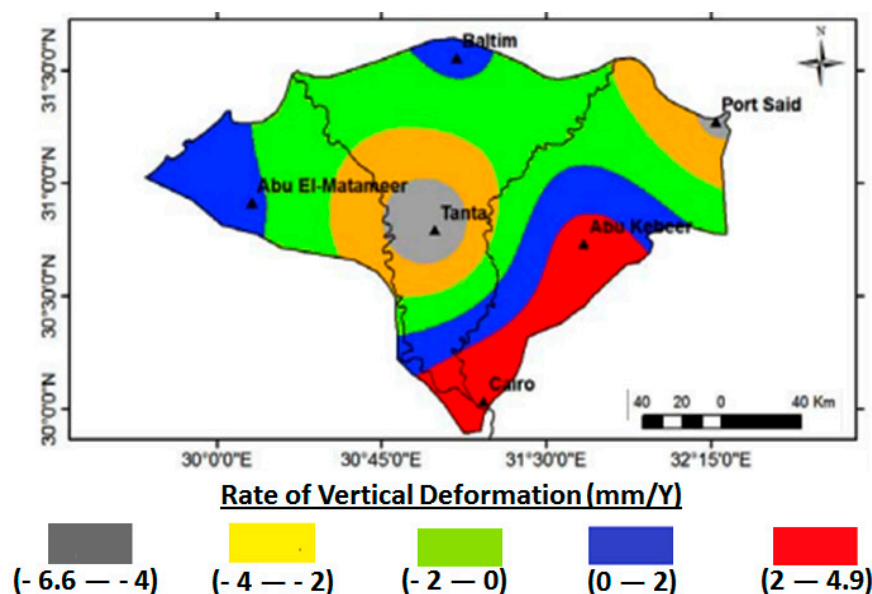 N
Baltim
31°30'0"N
Port Said
31°0'0"N
Abu El-Matameer
Tanta
Abu Kebeer
30°30'0"N
Cairo
40 20 0 40 Km
30°0'0"N
30°0'0"E 30°45'0"E 31°30'0"E 32°15'0"E
Rate of Vertical Deformation (mm/Y)
(- 6.6 — - 4) (- 4 — - 2) (- 2 — 0) (0 — 2) (2 — 4.9)